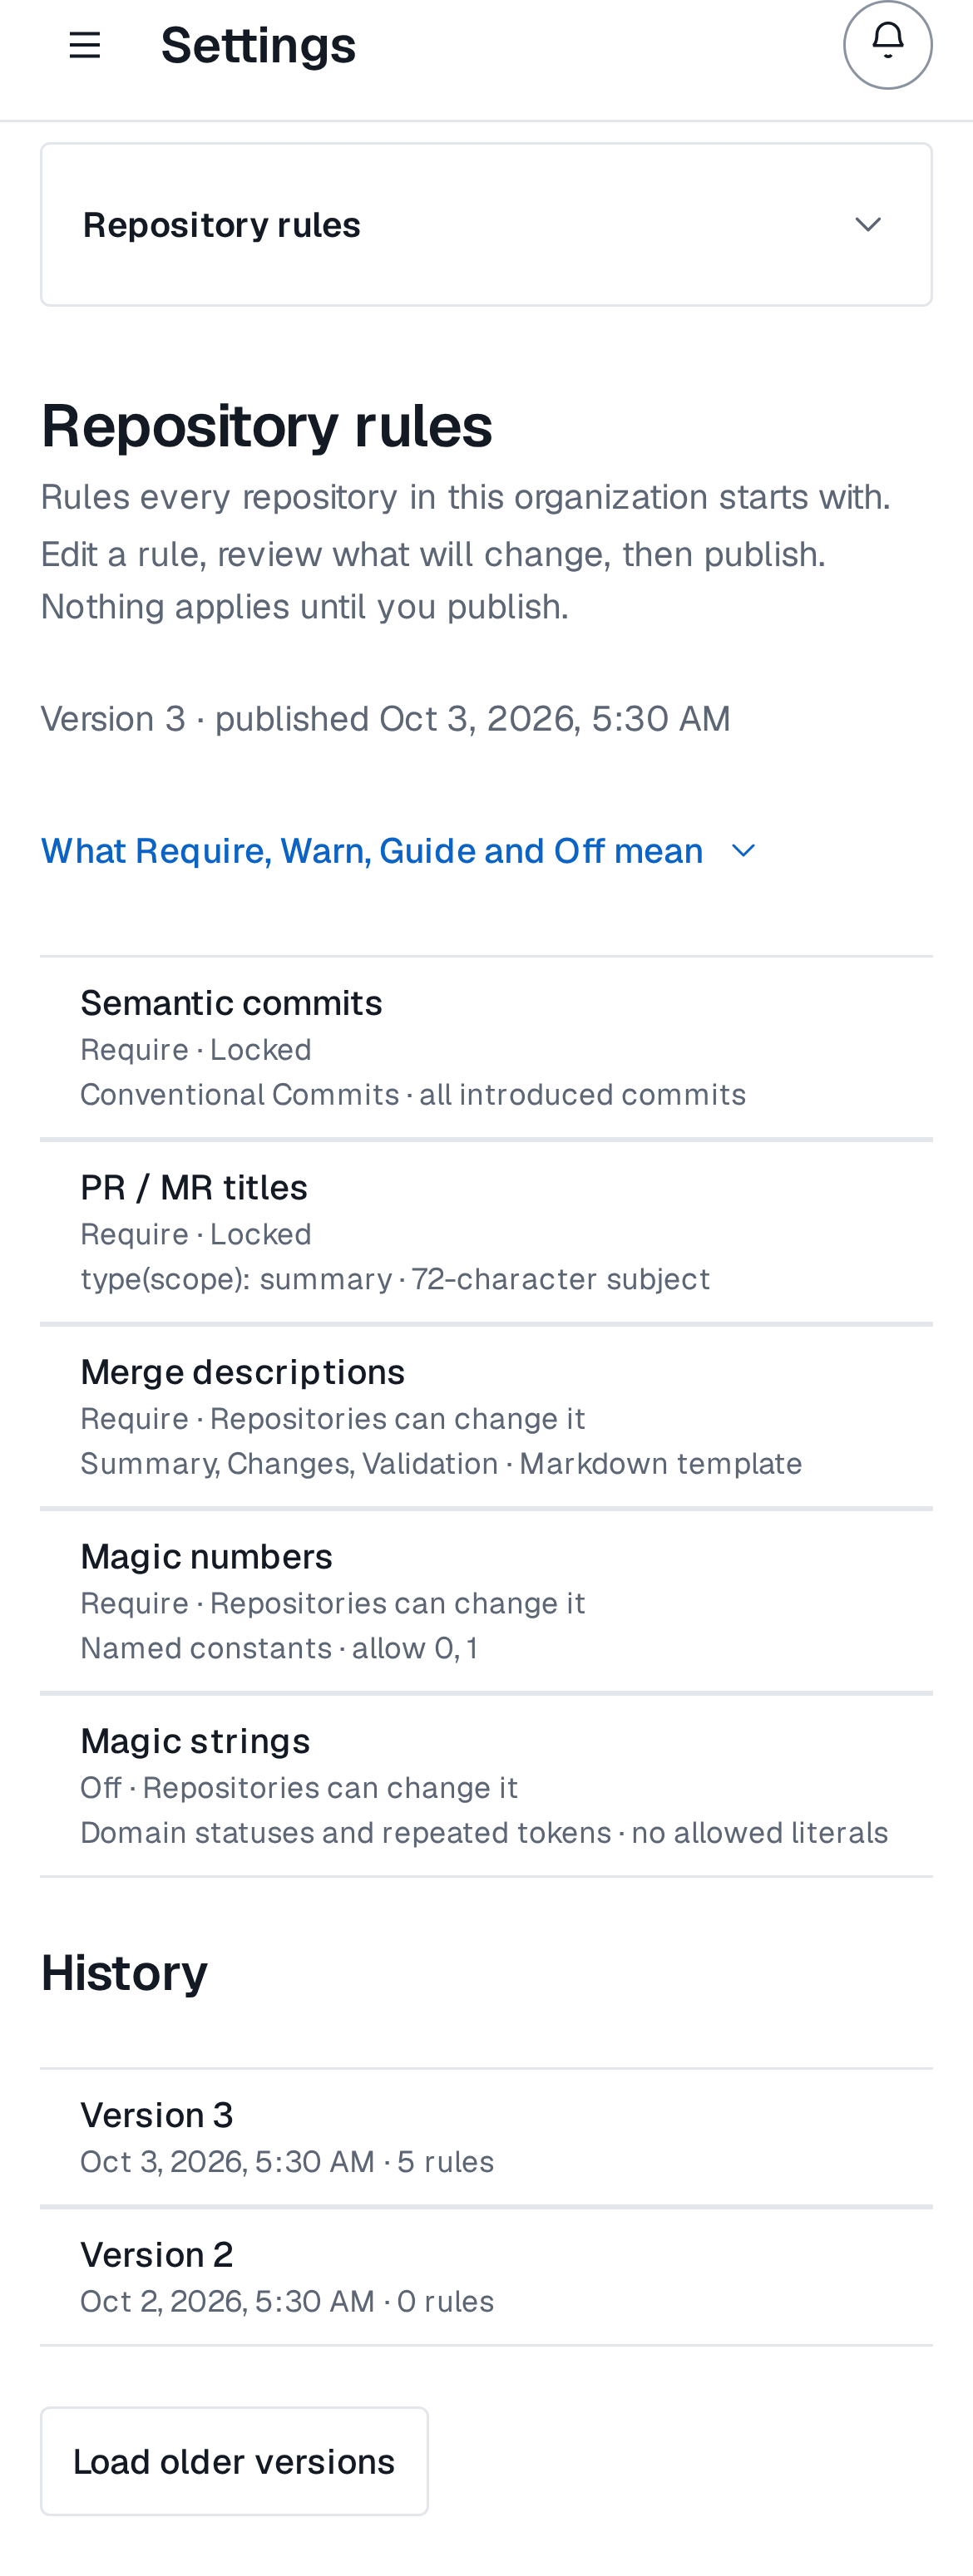 Settings
Repository rules
Repository rules
Rules every repository in this organization starts with.
Edit a rule, review what will change, then publish.
Nothing applies until you publish.
Version 3 · published Oct 3, 2026, 5:30 AM
What Require, Warn, Guide and Off mean
Semantic commits
Require · Locked
Conventional Commits · all introduced commits
PR / MR titles
Require · Locked
type(scope): summary · 72-character subject
Merge descriptions
Require · Repositories can change it
Summary, Changes, Validation · Markdown template
Magic numbers
Require · Repositories can change it
Named constants · allow 0, 1
Magic strings
Off · Repositories can change it
Domain statuses and repeated tokens · no allowed literals
History
Version 3
Oct 3, 2026, 5:30 AM · 5 rules
Version 2
Oct 2, 2026, 5:30 AM · 0 rules
Load older versions